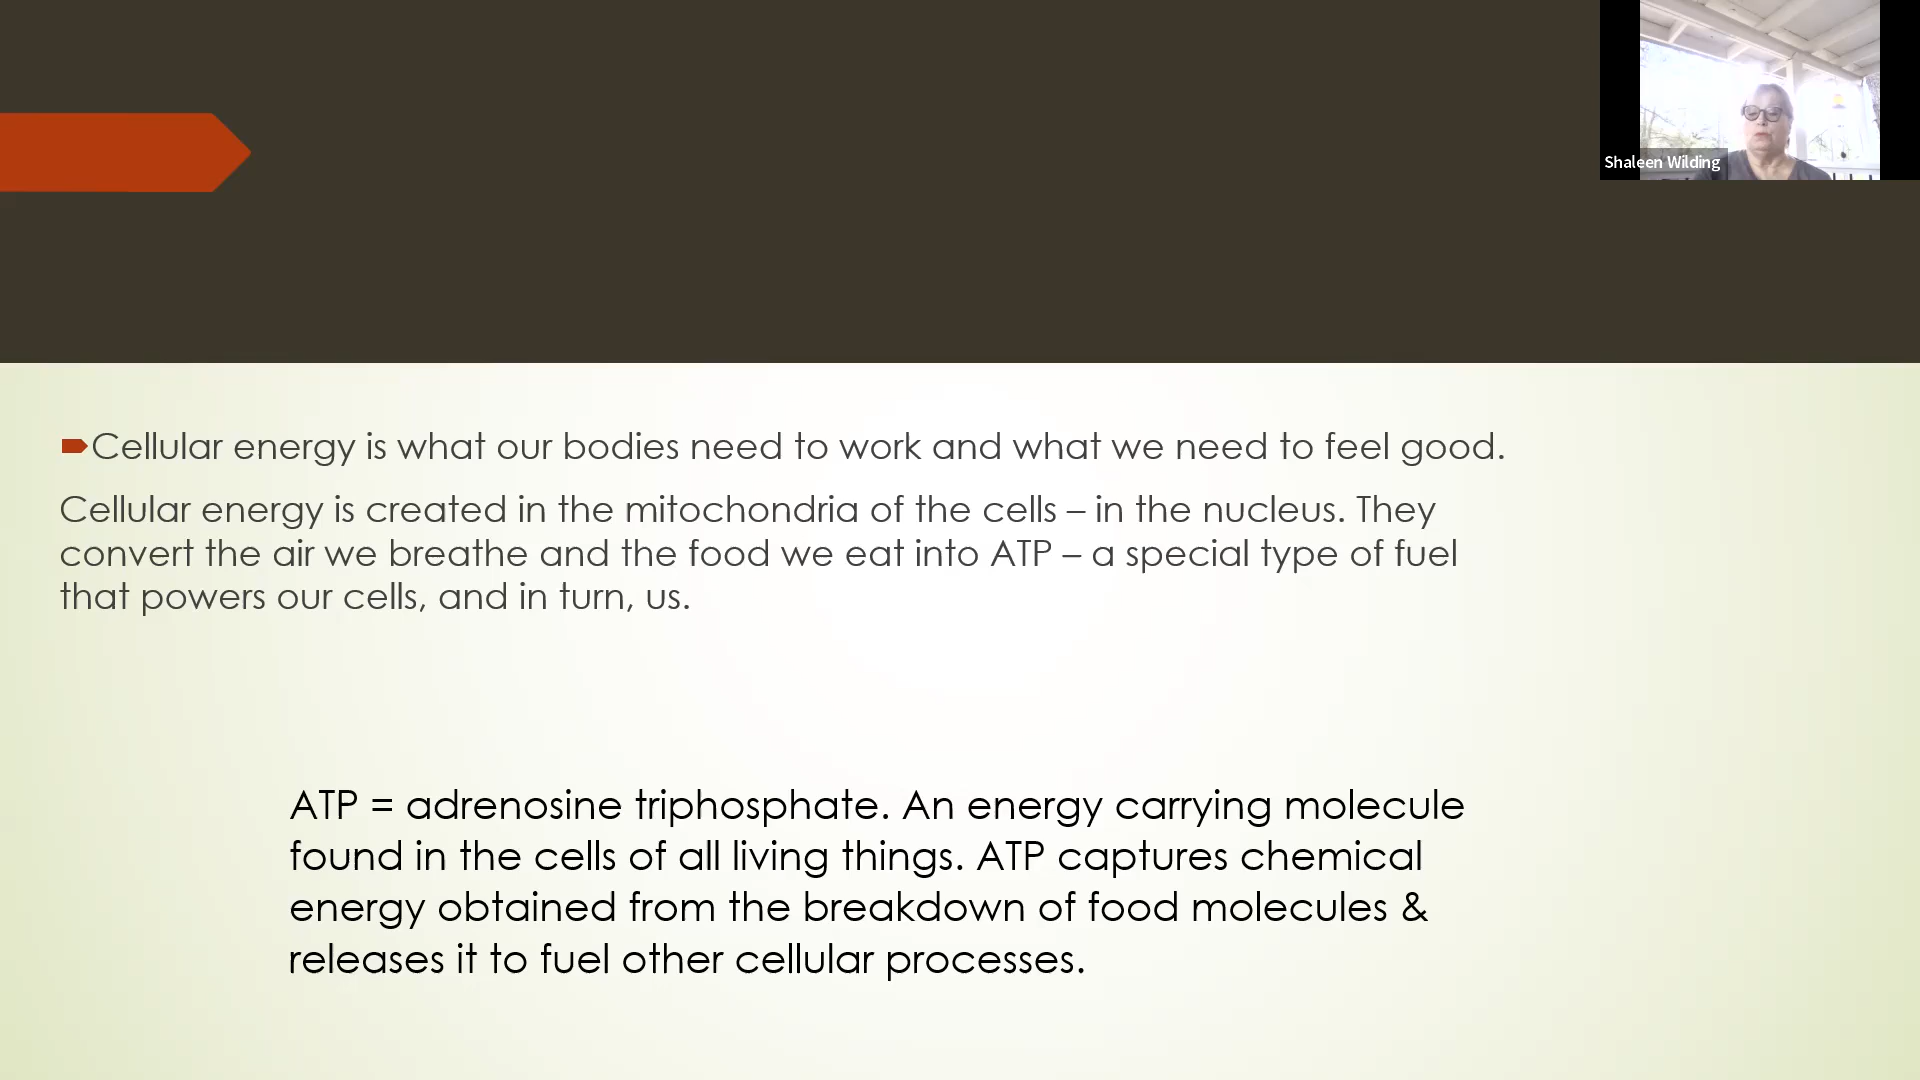 Shaleen Wilding
Cellular energy is what our bodies need to work and what we need to feel good.
Cellular energy is created in the mitochondria of the cells – in the nucleus. They
convert the air we breathe and the food we eat into ATP – a special type of fuel
that powers our cells, and in turn, us.
ATP = adrenosine triphosphate. An energy carrying molecule
found in the cells of all living things. ATP captures chemical
energy obtained from the breakdown of food molecules &
releases it to fuel other cellular processes.